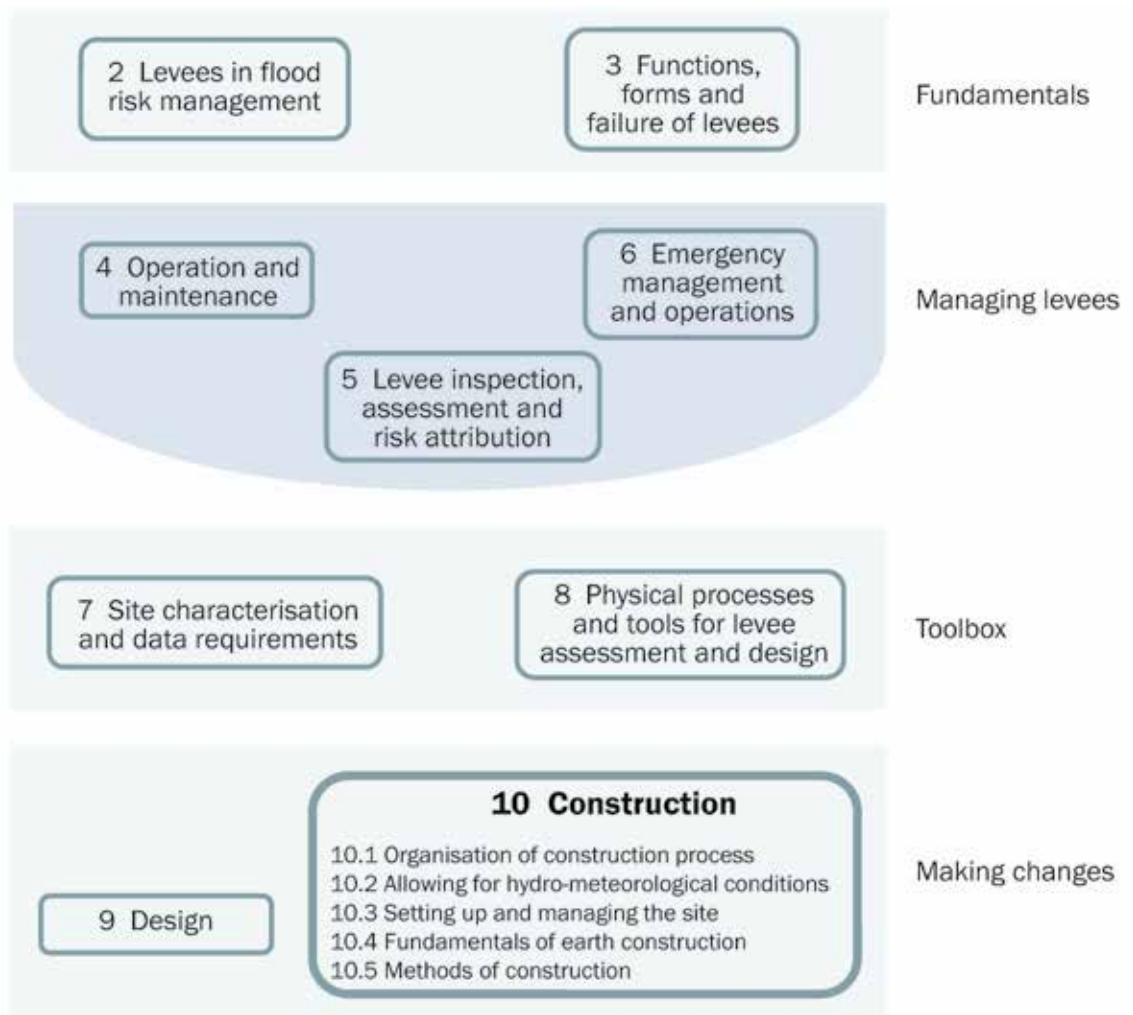 2 Levees in flood
risk management
3 Functions,
forms and
failure of levees
Fundamentals
4 Operation and
maintenance
6 Emergency
management
and operations
Managing levees
5 Levee inspection,
assessment and
risk attribution
7 Site characterisation
and data requirements
8 Physical processes
and tools for levee
assessment and design
Toolbox
9 Design
10 Construction
10.1 Organisation of construction process
10.2 Allowing for hydro-meteorological conditions
10.3 Setting up and managing the site
10.4 Fundamentals of earth construction
10.5 Methods of construction
Making changes